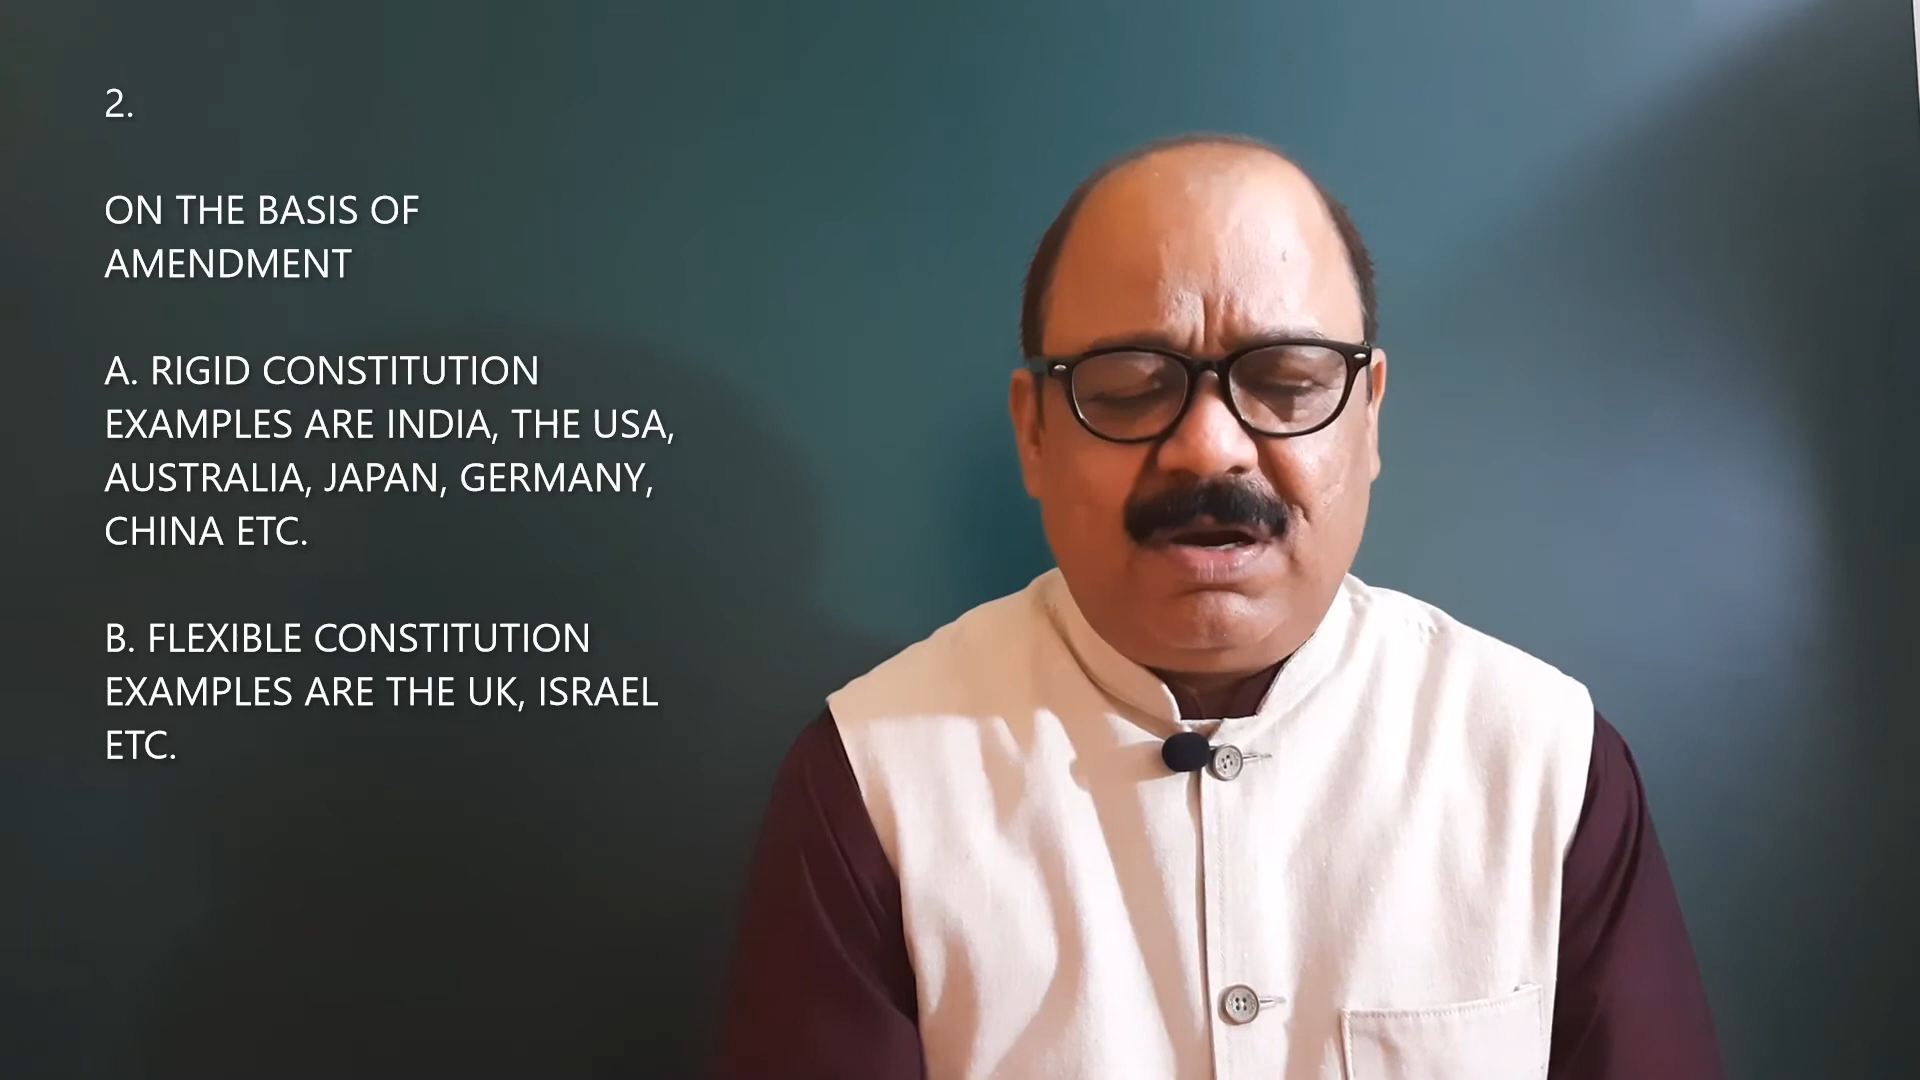 2.
ON THE BASIS OF
AMENDMENT
A. RIGID CONSTITUTION
EXAMPLES ARE INDIA, THE USA,
AUSTRALIA, JAPAN, GERMANY,
CHINA ETC.
B. FLEXIBLE CONSTITUTION
EXAMPLES ARE THE UK, ISRAEL
ETC.